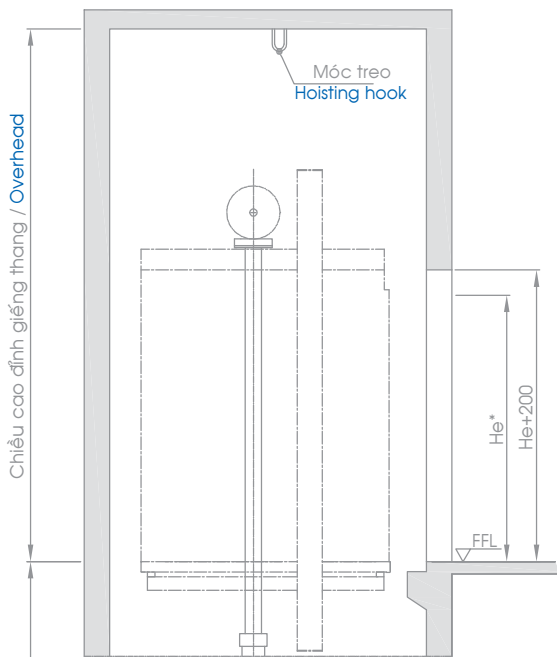 Móc treo
Hoisting hook
Chiều cao đỉnh giếng thang / Overhead
He*
He+200
FFL